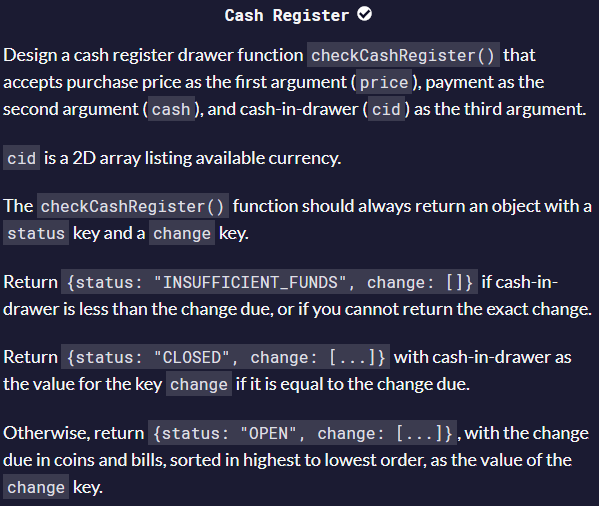 Cash Register
Design a cash register drawer function checkCashRegister() that
accepts purchase price as the first argument (price), payment as the
second argument (cash), and cash-in-drawer (cid) as the third argument.
cid is a 2D array listing available currency.
The checkCashRegister() function should always return an object with a
status key and a change key.
Return {status: "INSUFFICIENT_FUNDS", change: []} if cash-in-
drawer is less than the change due, or if you cannot return the exact change.
Return {status: "CLOSED", change: [...]} with cash-in-drawer as
the value for the key change if it is equal to the change due.
Otherwise, return {status: "OPEN", change: [...]}, with the change
due in coins and bills, sorted in highest to lowest order, as the value of the
change key.